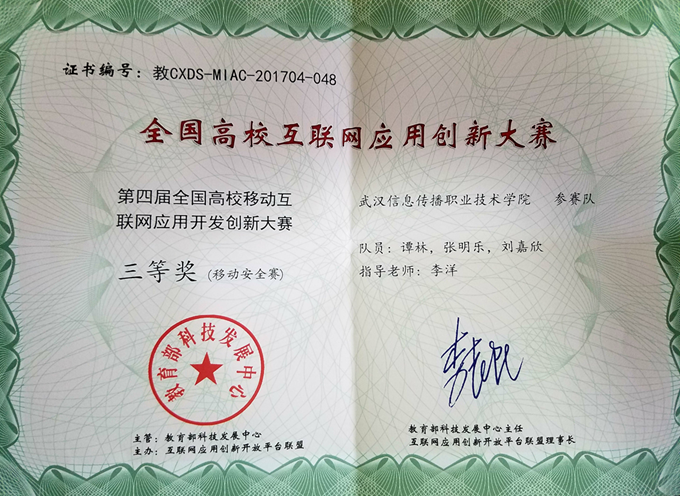 证书编号：教CXDS-MIAC-201704-048
全国高校互联网应用创新大赛
第四届全国高校移动互
联网应用开发创新大赛
三等奖 (移动安全赛)
武汉信息传播职业技术学院 参赛队
队员：谭林，张明乐，刘嘉欣
指导老师：李洋
教育部科技发展中心
主管：教育部科技发展中心
主办：互联网应用创新开放平台联盟
教育部科技发展中心主任
互联网应用创新开放平台联盟理事长